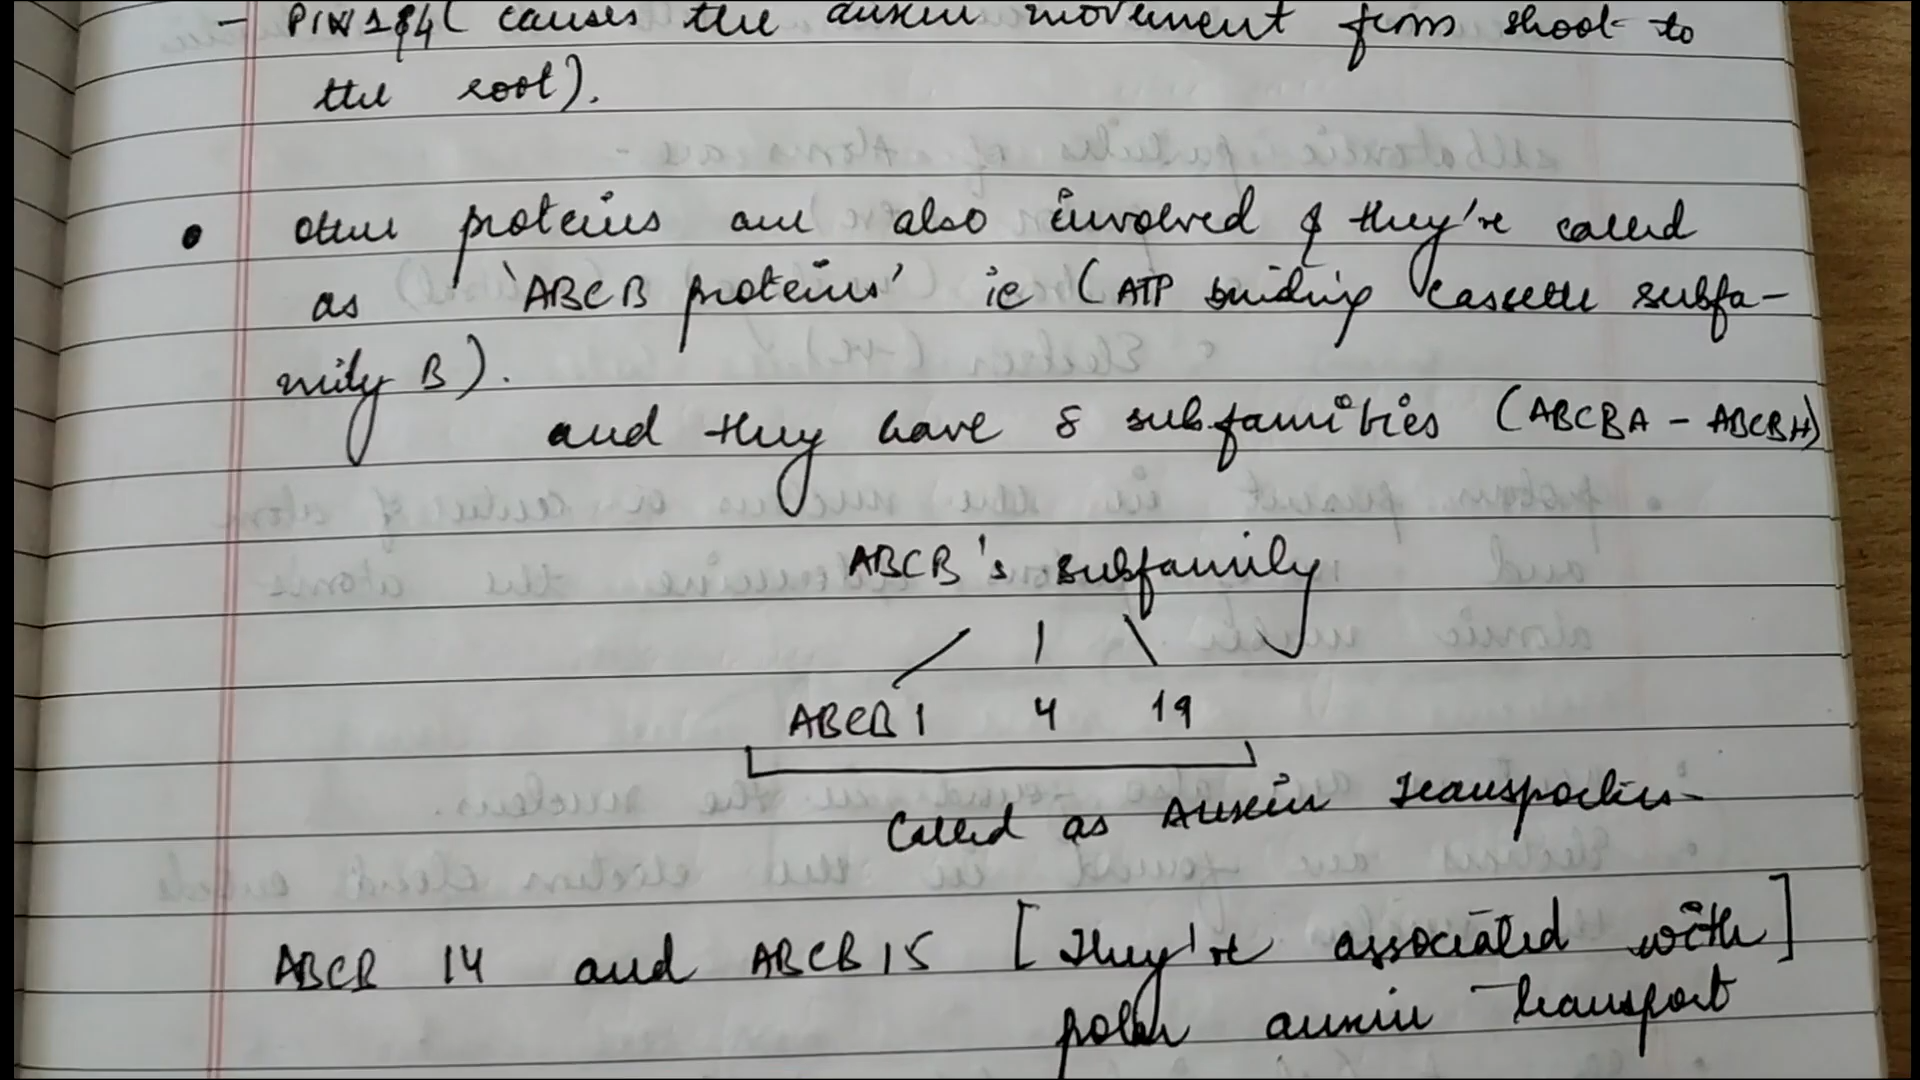 - PIN1&4 ( causes the auxin movement from shoot to
the root).
• other proteins are also involved & they're called
as 'ABCB proteins' ie (ATP binding cassette subfa-
mily B).
and they have 8 subfamilies (ABCBA - ABCBH)
ABCB's subfamily
ABCB1 4 19
Called as Auxin Transporters-
ABCB 14 and ABCB15 [They're associated with]
polar auxin transport